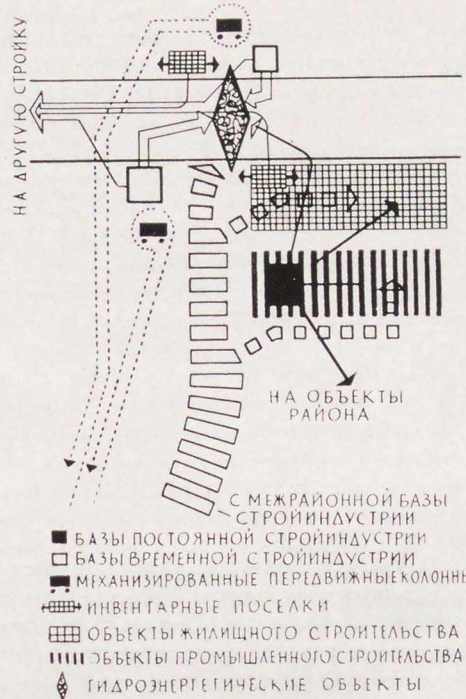 НА ДРУГУЮ СТРОЙКУ
НА ОБЪЕКТЫ
РАЙОНА
С МЕЖРАЙОННОЙ БАЗЫ
СТРОЙИНДУСТРИИ
БАЗЫ ПОСТОЯННОЙ СТРОЙИНДУСТРИИ
БАЗЫ ВРЕМЕННОЙ СТРОЙИНДУСТРИИ
МЕХАНИЗИРОВАННЫЕ ПЕРЕДВИЖНЫЕ КОЛОННЫ
ИНВЕНТАРНЫЕ ПОСЕЛКИ
ОБЪЕКТЫ ЖИЛИЩНОГО СТРОИТЕЛЬСТВА
ОБЪЕКТЫ ПРОМЫШЛЕННОГО СТРОИТЕЛЬСТВА
ГИДРОЭНЕРГЕТИЧЕСКИЕ ОБЪЕКТЫ